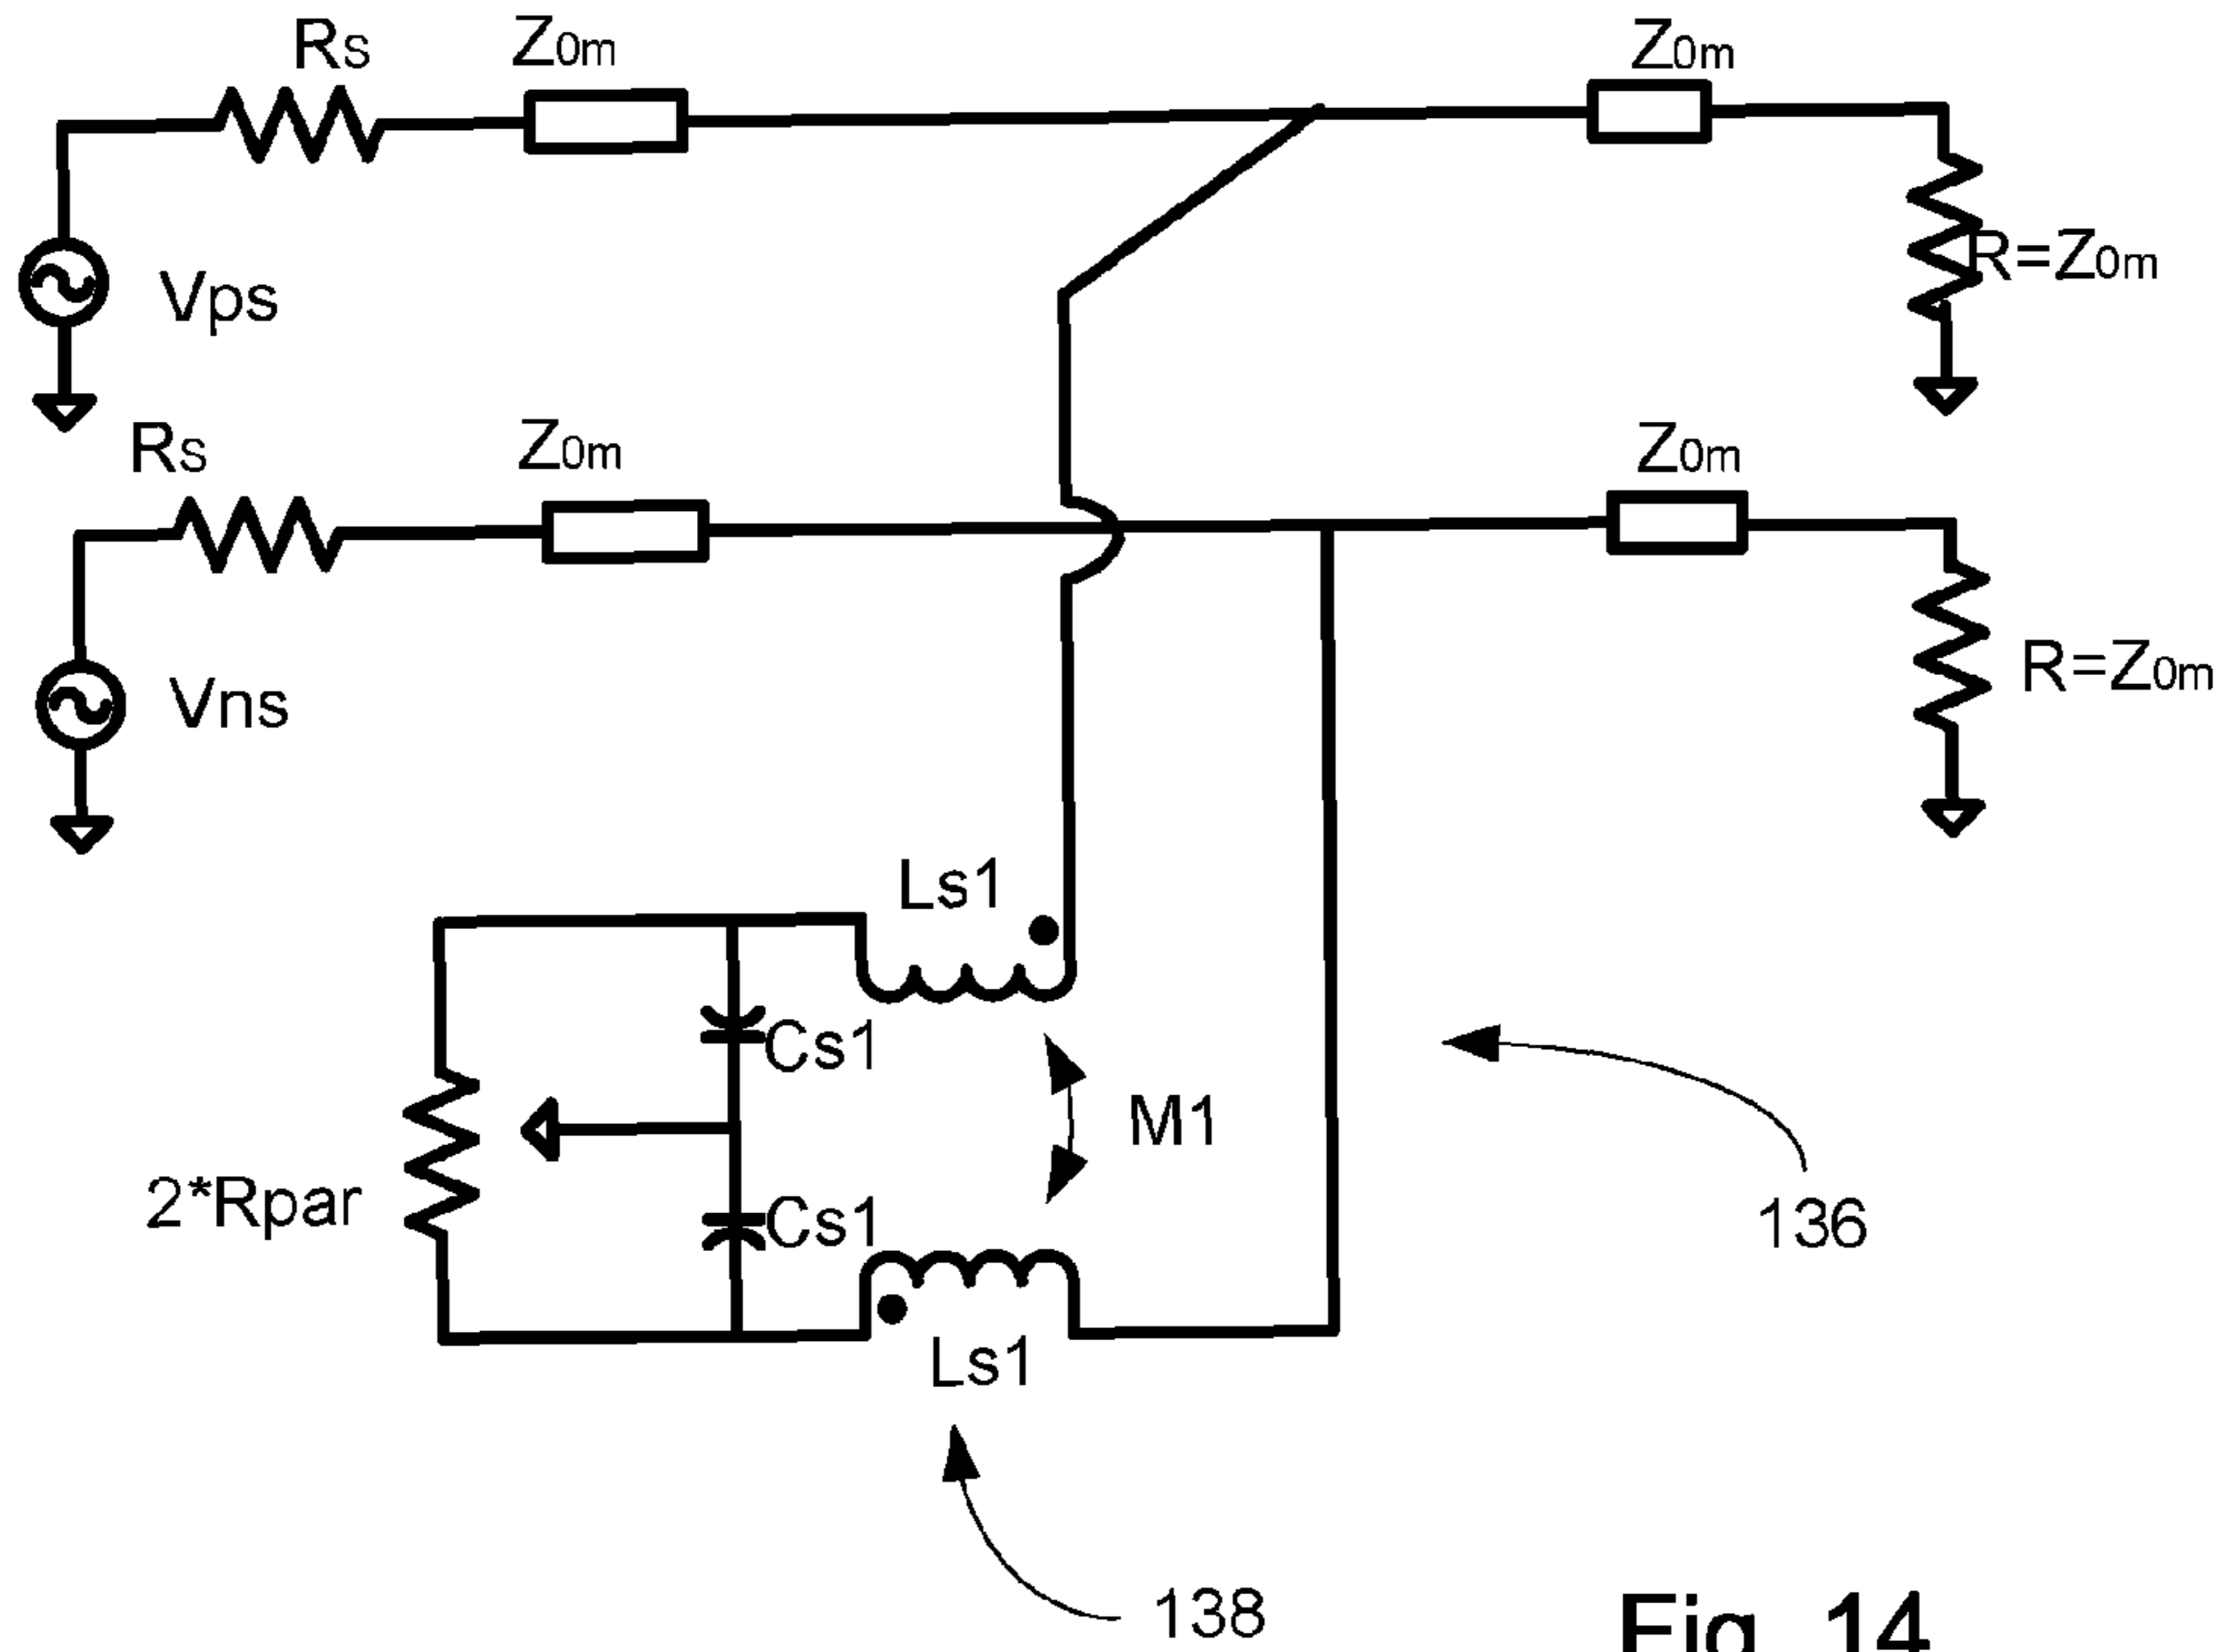 Rs
Z0m
Z0m
Vps
R=Z0m
Rs
Z0m
Z0m
Vns
R=Z0m
Ls1
Cs1
M1
2*Rpar
Cs1
136
Ls1
138
Fig. 14